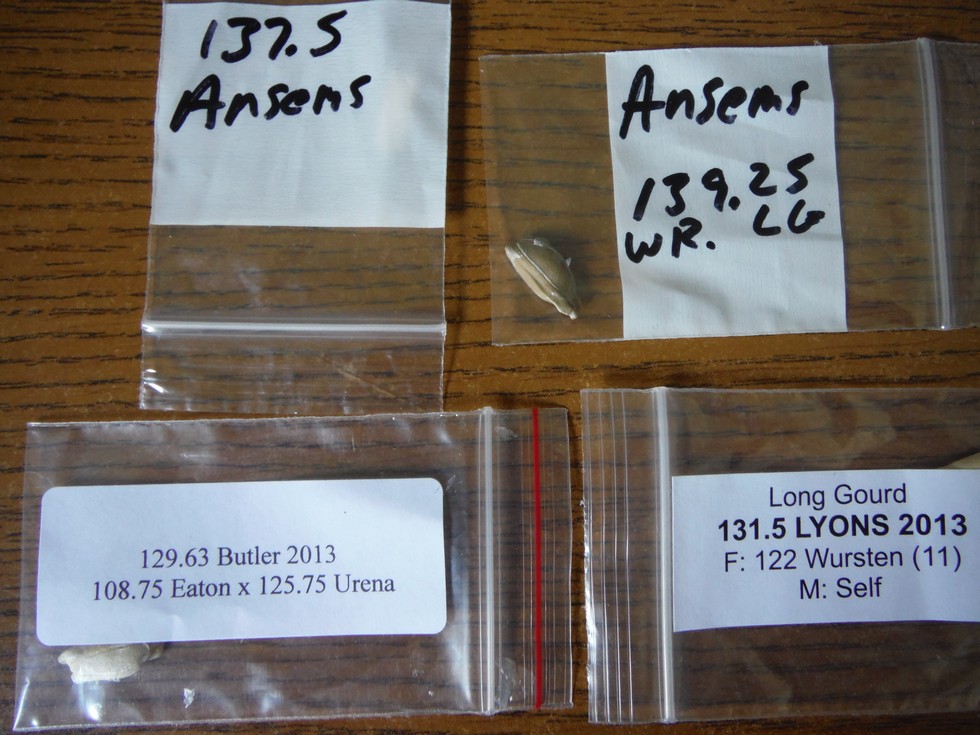 137.5
Ansems
Ansems
139.25
WR. LG
129.63 Butler 2013
108.75 Eaton x 125.75 Urena
Long Gourd
131.5 LYONS 2013
F: 122 Wursten (11)
M: Self